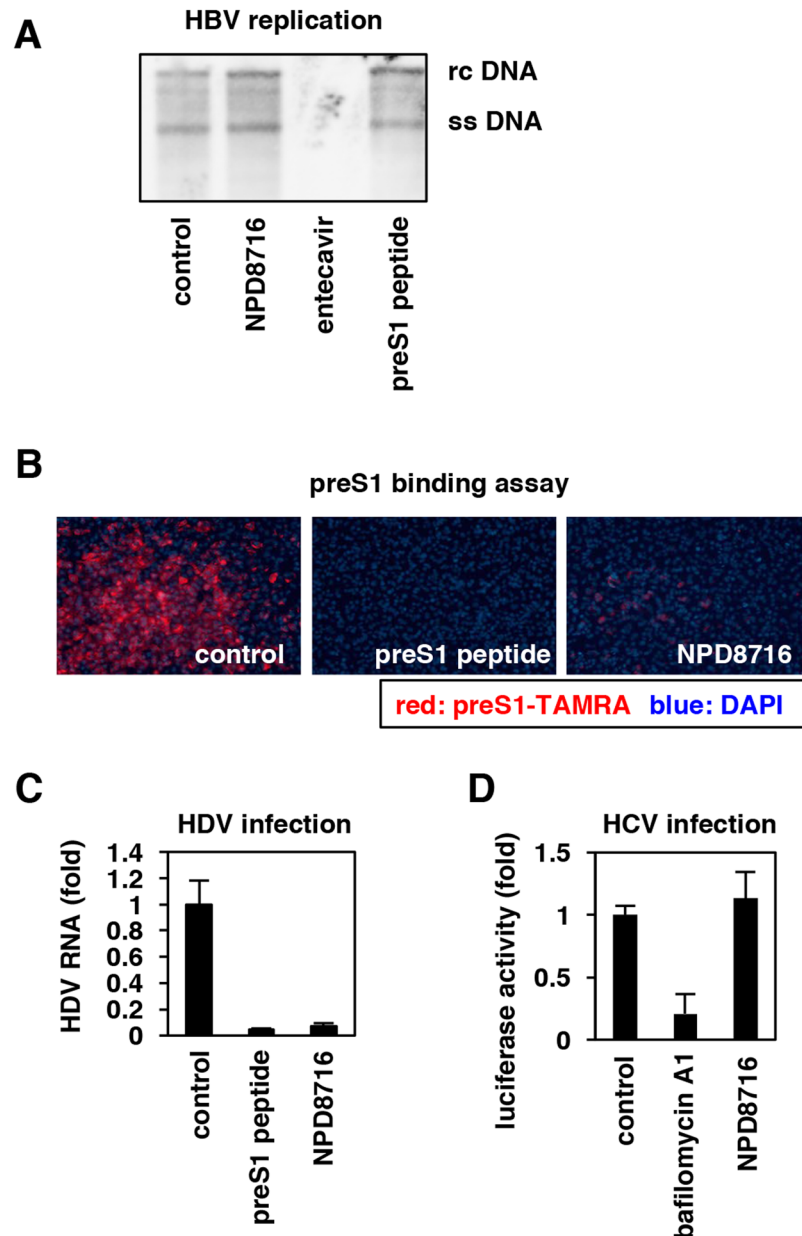 A
HBV replication
rc DNA
ss DNA
control
NPD8716
entecavir
preS1 peptide
B
preS1 binding assay
control
preS1 peptide
NPD8716
red: preS1-TAMRA blue: DAPI
C
HDV infection
HDV RNA (fold)
1.4
1.2
1
0.8
0.6
0.4
0.2
0
control
preS1 peptide
NPD8716
D
HCV infection
luciferase activity (fold)
1.5
1
0.5
0
control
bafilomycin A1
NPD8716